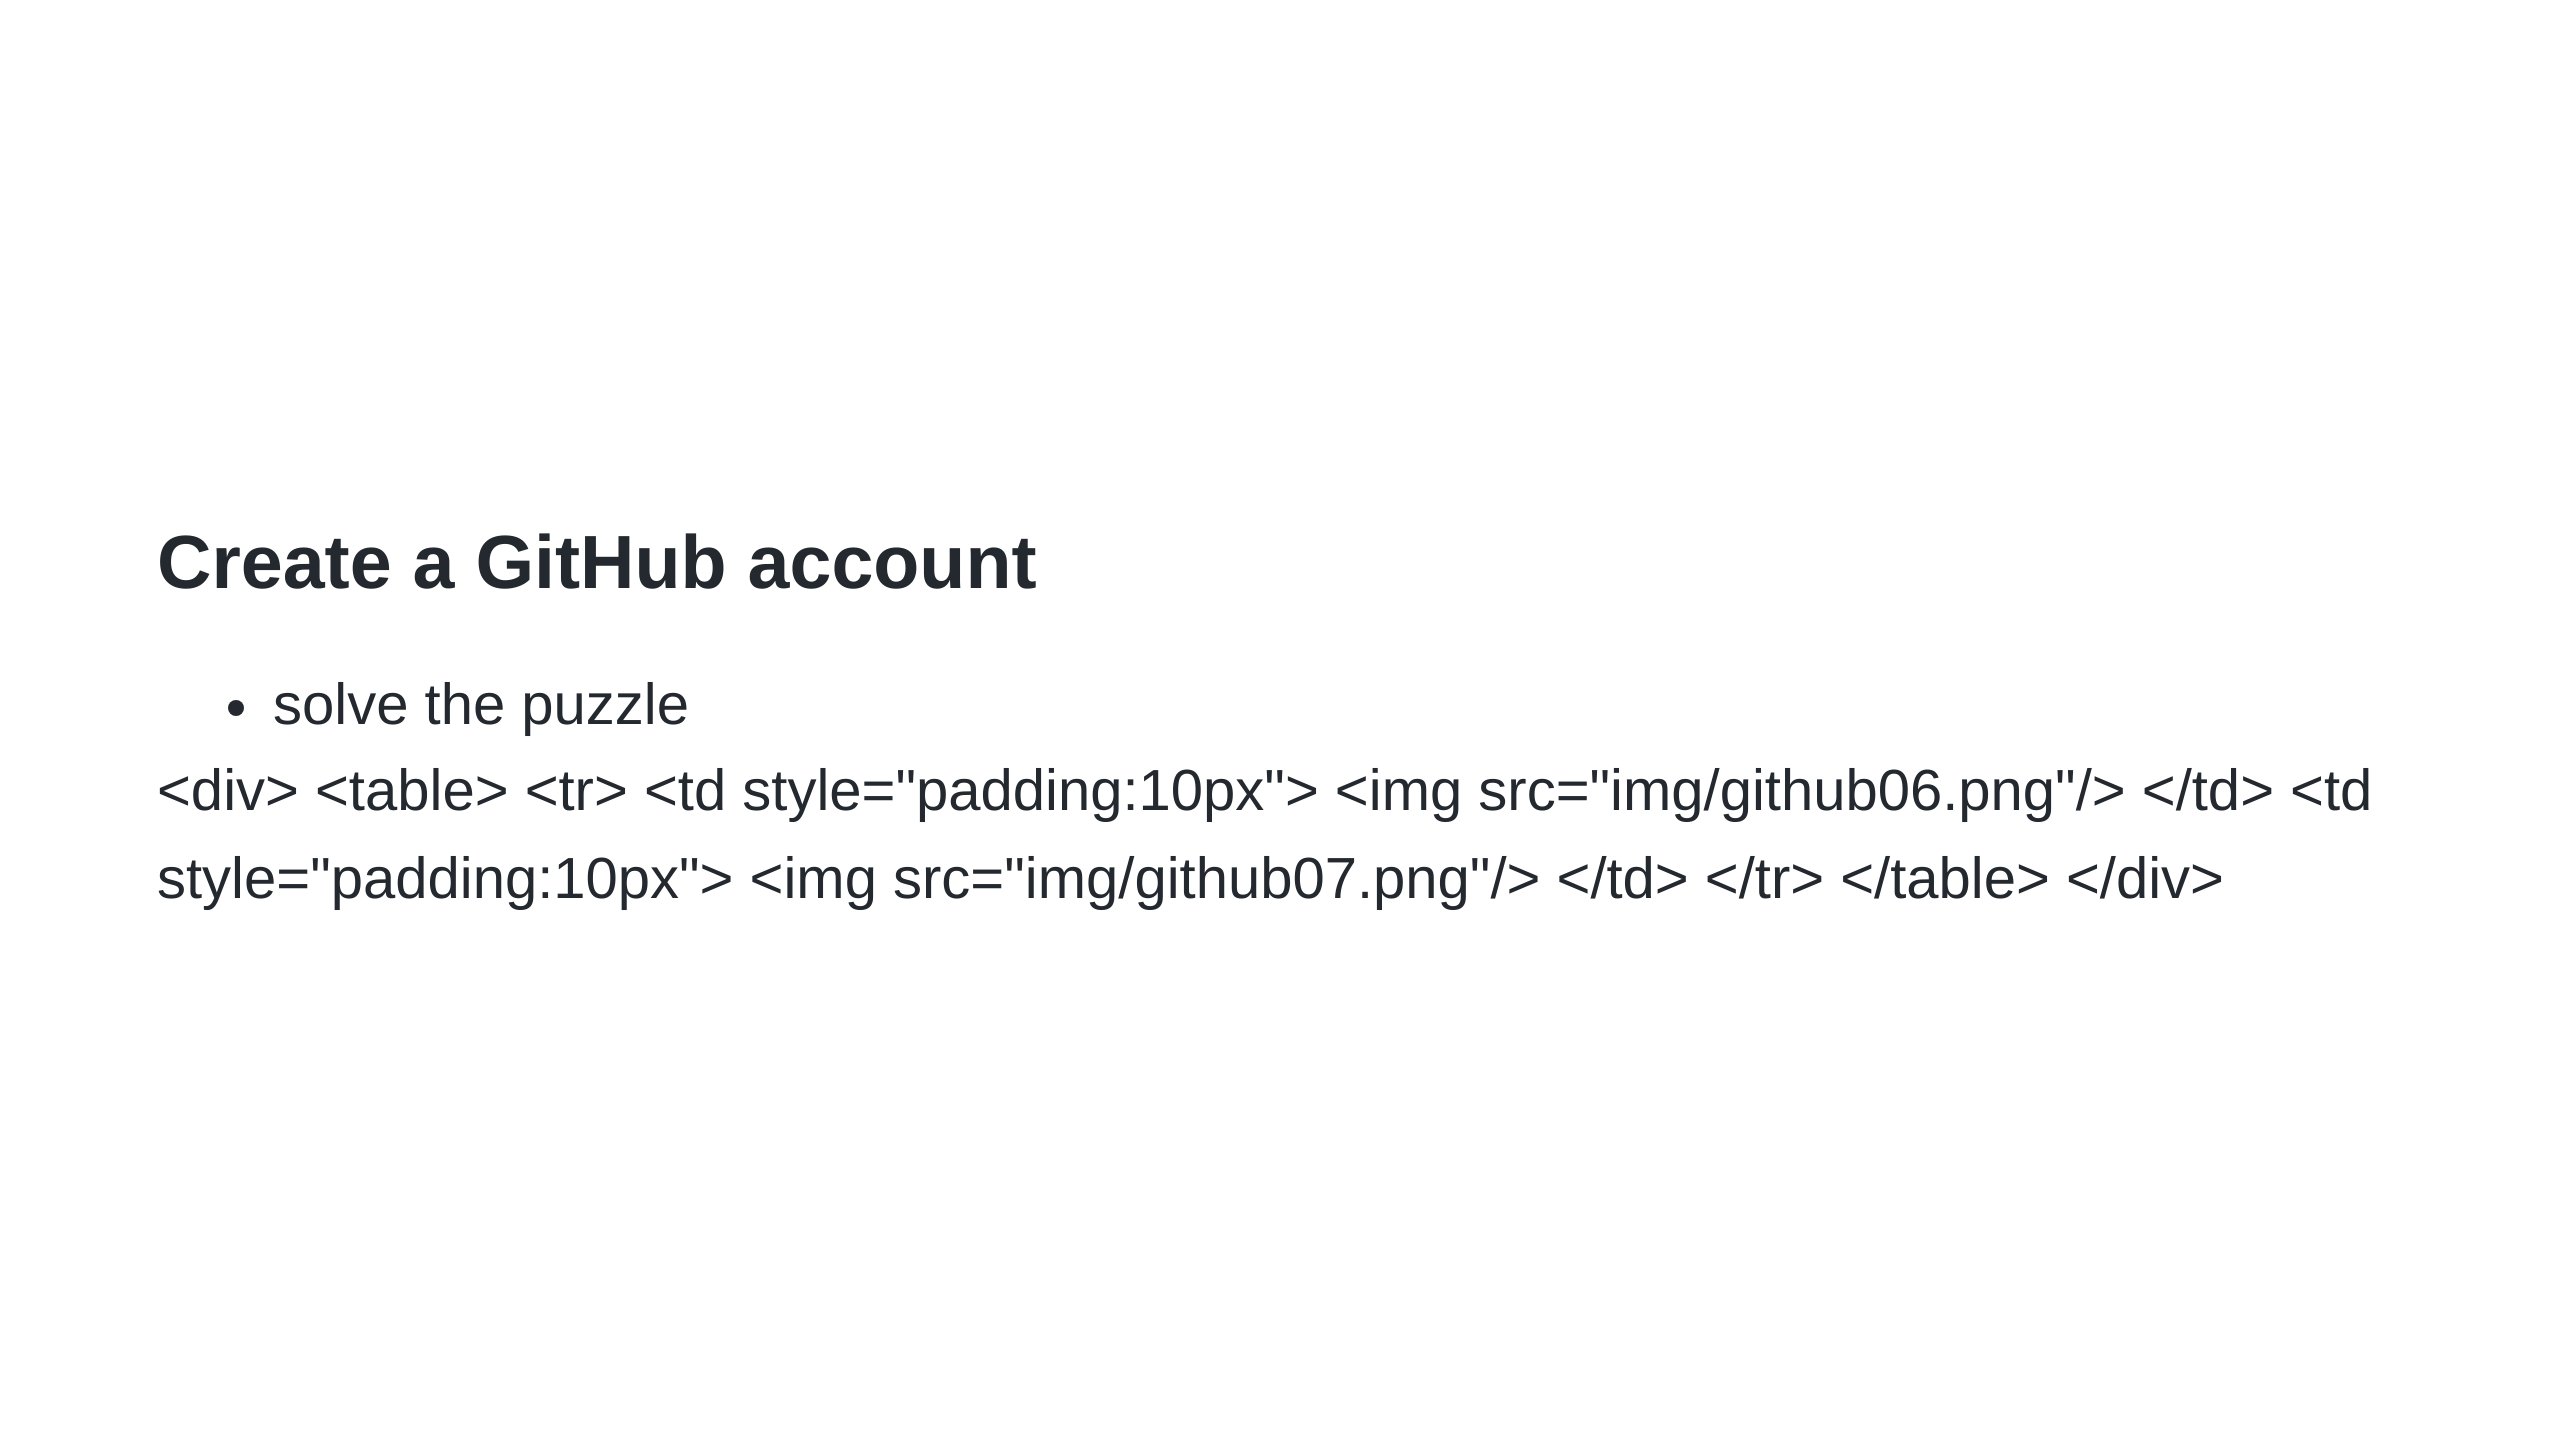 Create a GitHub account
• solve the puzzle
<div> <table> <tr> <td style="padding:10px"> <img src="img/github06.png"/> </td> <td
style="padding:10px"> <img src="img/github07.png"/> </td> </tr> </table> </div>